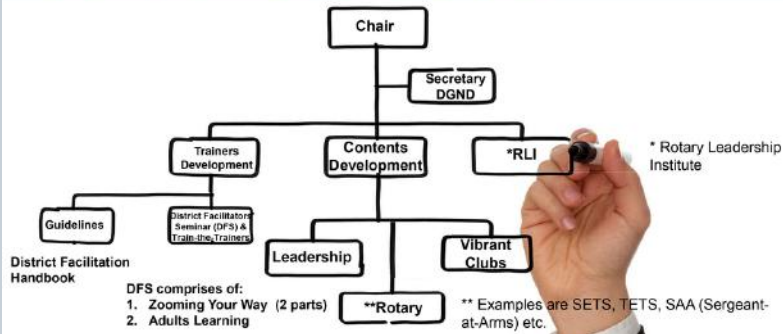 Chair
Secretary
DGND
Trainers
Development
Contents
Development
*RLI
* Rotary Leadership
Institute
Guidelines
District Facilitators
Seminar (DFS) &
Train-the-Trainers
District Facilitation
Handbook
Leadership
**Rotary
Vibrant
Clubs
DFS comprises of:
1. Zooming Your Way (2 parts)
2. Adults Learning
** Examples are SETS, TETS, SAA (Sergeant-
at-Arms) etc.